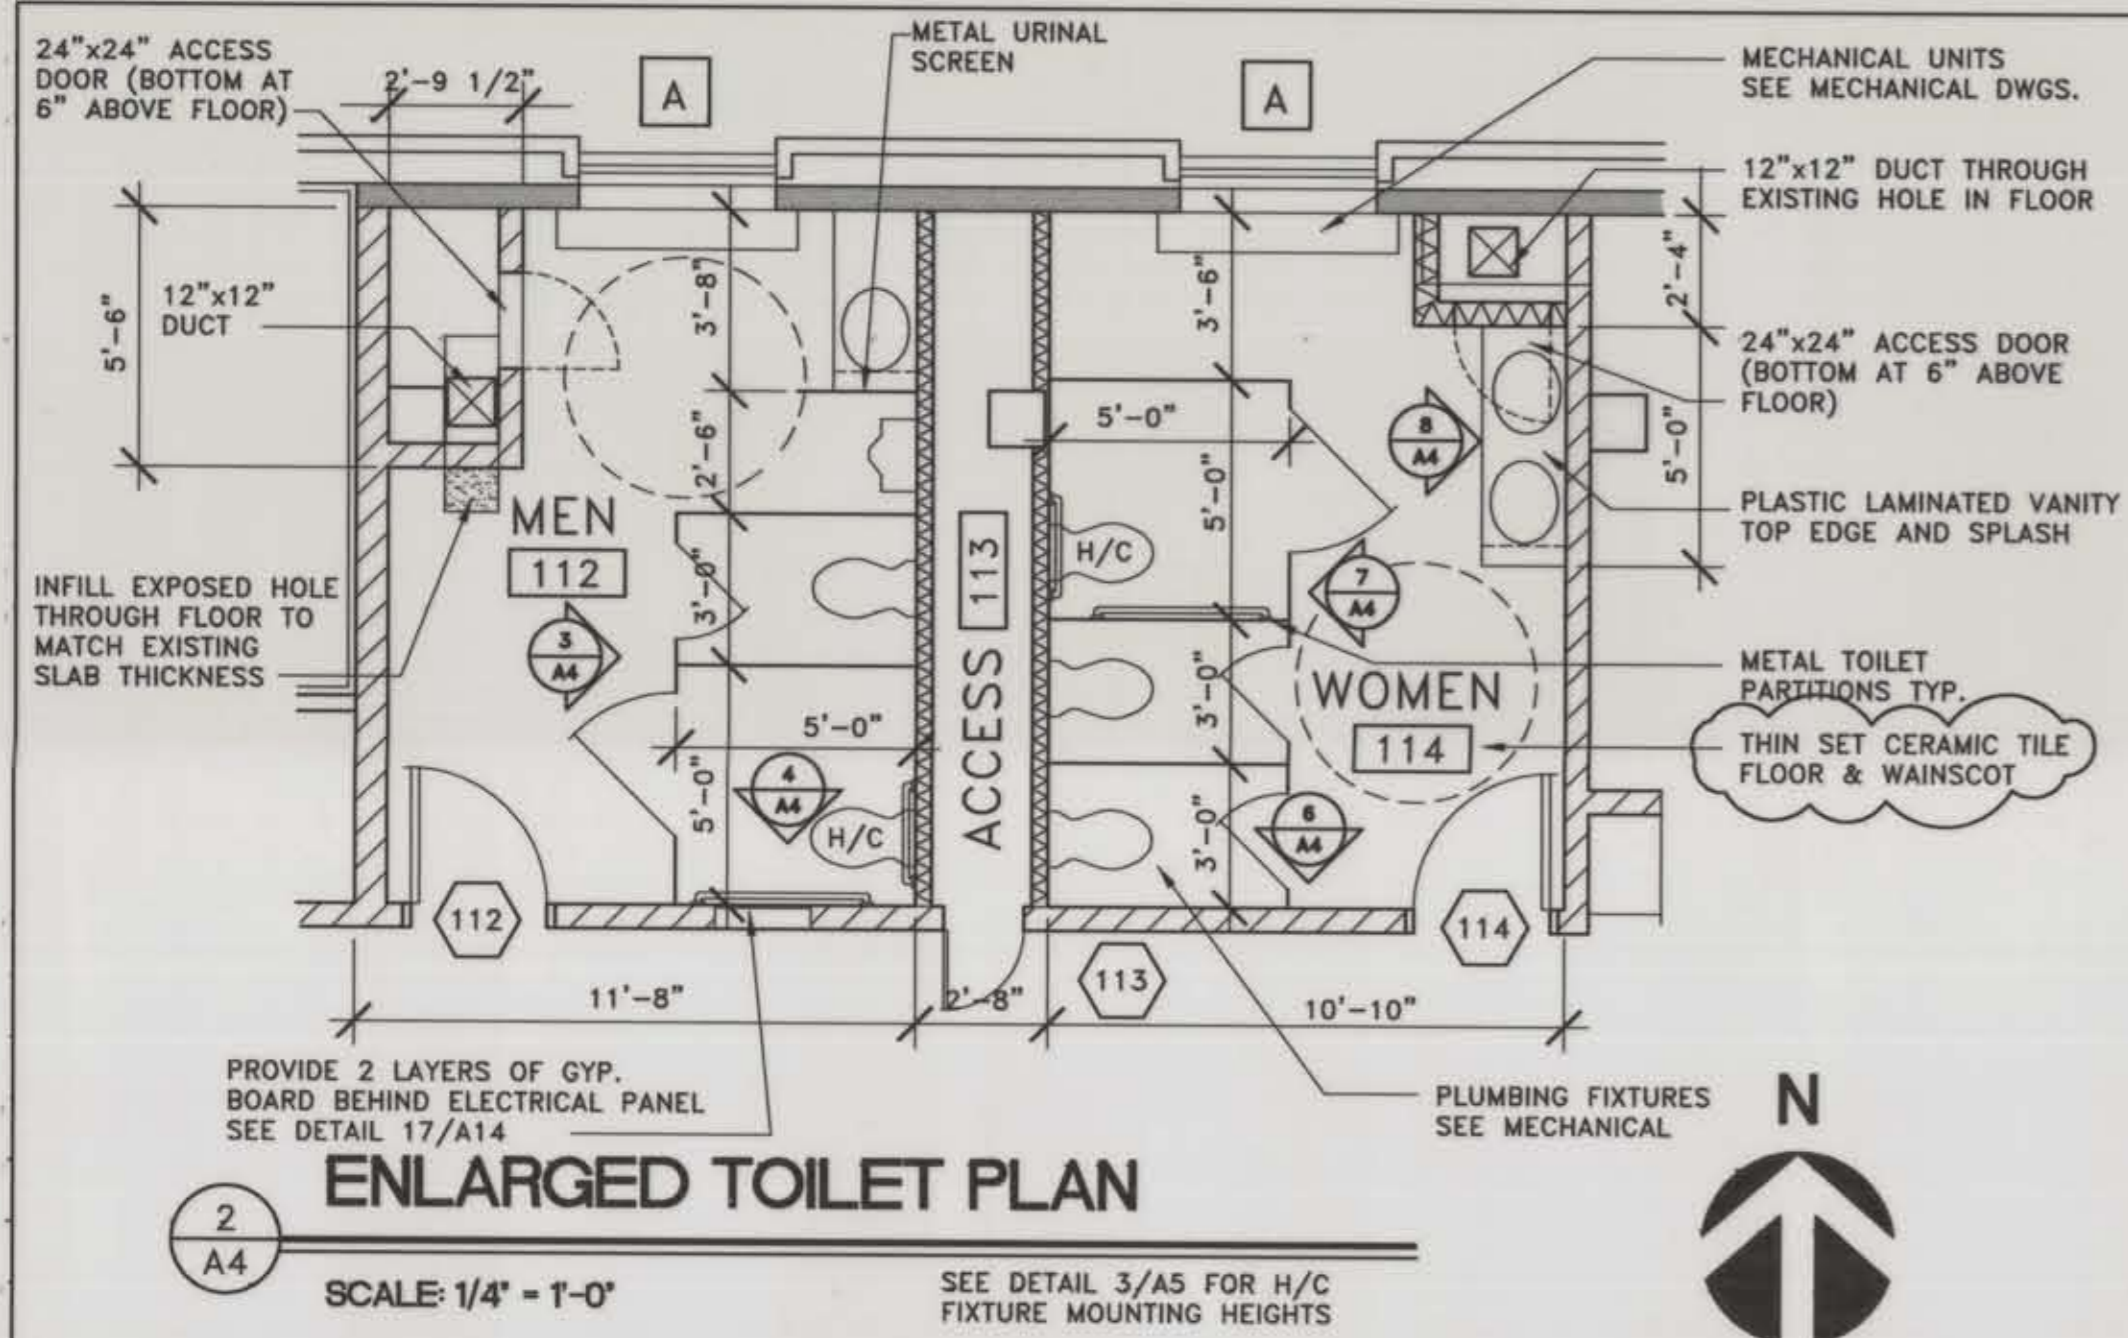 24"x24" ACCESS
DOOR (BOTTOM AT
6" ABOVE FLOOR)
2'-9 1/2"
A
METAL URINAL
SCREEN
A
MECHANICAL UNITS
SEE MECHANICAL DWGS.
12"x12" DUCT THROUGH
EXISTING HOLE IN FLOOR
5'-6"
12"x12"
DUCT
3'-8"
3'-6"
2'-4"
24"x24" ACCESS DOOR
(BOTTOM AT 6" ABOVE
FLOOR)
2'-6"
5'-0"
8
A4
5'-0"
5'-0"
PLASTIC LAMINATED VANITY
TOP EDGE AND SPLASH
MEN
112
113
ACCESS
H/C
7
A4
INFILL EXPOSED HOLE
THROUGH FLOOR TO
MATCH EXISTING
SLAB THICKNESS
3
A4
3'-0"
3'-0"
WOMEN
114
METAL TOILET
PARTITIONS TYP.
THIN SET CERAMIC TILE
FLOOR & WAINSCOT
5'-0"
4
A4
5'-0"
H/C
3'-0"
6
A4
112
113
114
11'-8"
2'-8"
10'-10"
PROVIDE 2 LAYERS OF GYP.
BOARD BEHIND ELECTRICAL PANEL
SEE DETAIL 17/A14
PLUMBING FIXTURES
SEE MECHANICAL
N
2
A4
ENLARGED TOILET PLAN
SCALE: 1/4" = 1'-0"
SEE DETAIL 3/A5 FOR H/C
FIXTURE MOUNTING HEIGHTS